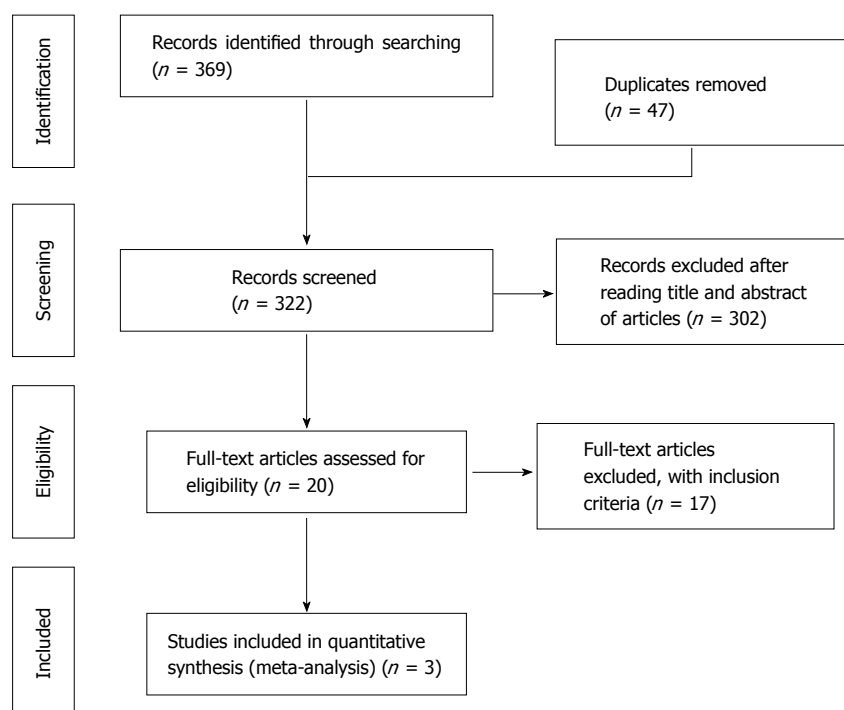 Identification
Records identified through searching
(n = 369)
Duplicates removed
(n = 47)
Screening
Records screened
(n = 322)
Records excluded after
reading title and abstract
of articles (n = 302)
Eligibility
Full-text articles assessed for
eligibility (n = 20)
Full-text articles
excluded, with inclusion
criteria (n = 17)
Included
Studies included in quantitative
synthesis (meta-analysis) (n = 3)